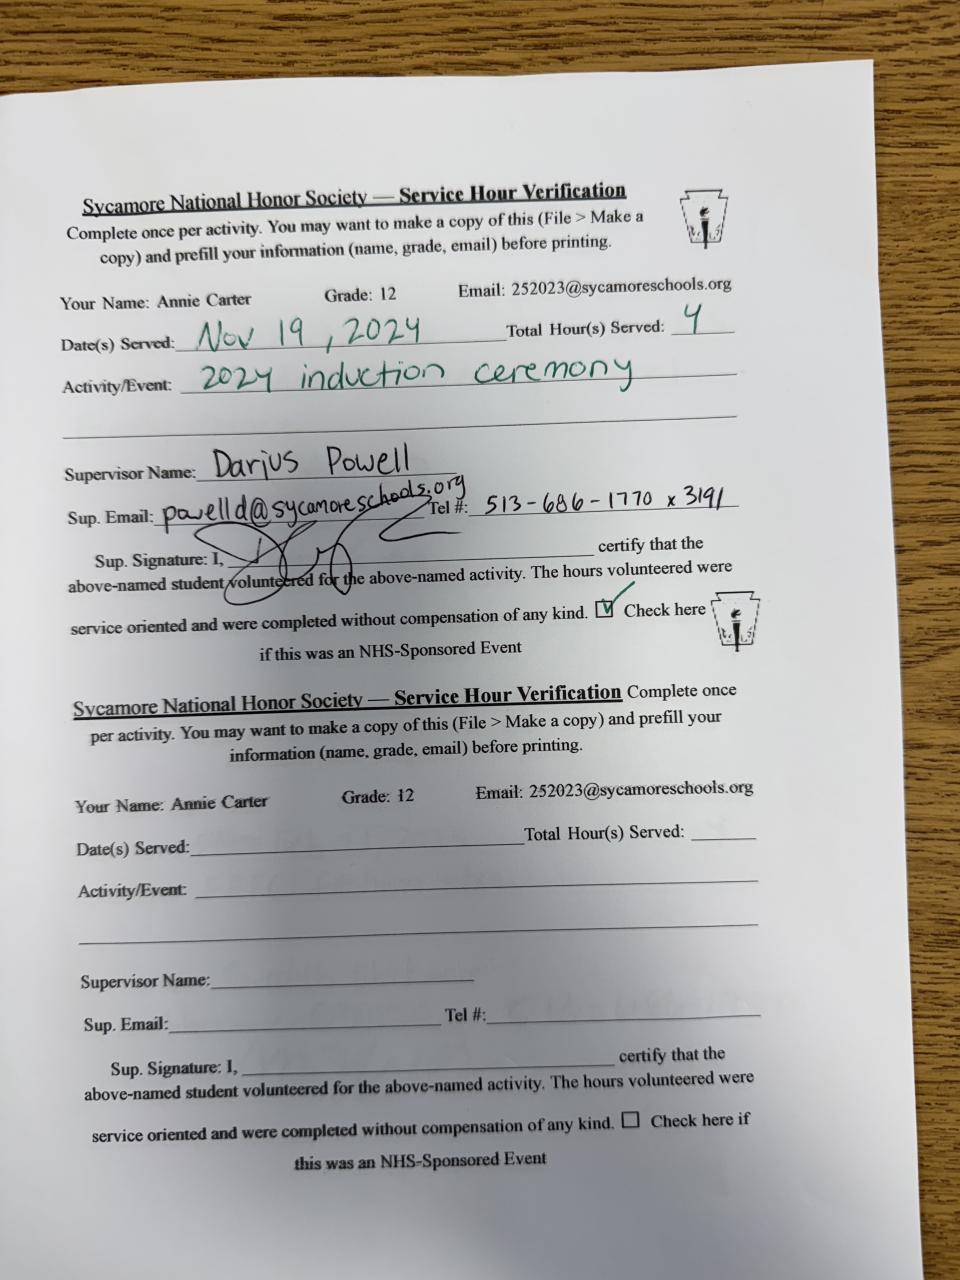 Sycamore National Honor Society — Service Hour Verification
Complete once per activity. You may want to make a copy of this (File > Make a
copy) and prefill your information (name, grade, email) before printing.
Your Name: Annie Carter Grade: 12 Email: 252023@sycamoreschools.org
Date(s) Served: Nov 19, 2024 Total Hour(s) Served: 4
Activity/Event: 2024 induction ceremony
Supervisor Name: Darius Powell
Sup. Email: powelld@sycamoreschools.org Tel #: 513-686-1770 x 3191
Sup. Signature: I, certify that the
above-named student volunteered for the above-named activity. The hours volunteered were
service oriented and were completed without compensation of any kind. ☑ Check here
if this was an NHS-Sponsored Event
Sycamore National Honor Society — Service Hour Verification Complete once
per activity. You may want to make a copy of this (File > Make a copy) and prefill your
information (name, grade, email) before printing.
Your Name: Annie Carter Grade: 12 Email: 252023@sycamoreschools.org
Date(s) Served: Total Hour(s) Served:
Activity/Event:
Supervisor Name:
Sup. Email: Tel #:
Sup. Signature: I, certify that the
above-named student volunteered for the above-named activity. The hours volunteered were
service oriented and were completed without compensation of any kind. ☐ Check here if
this was an NHS-Sponsored Event